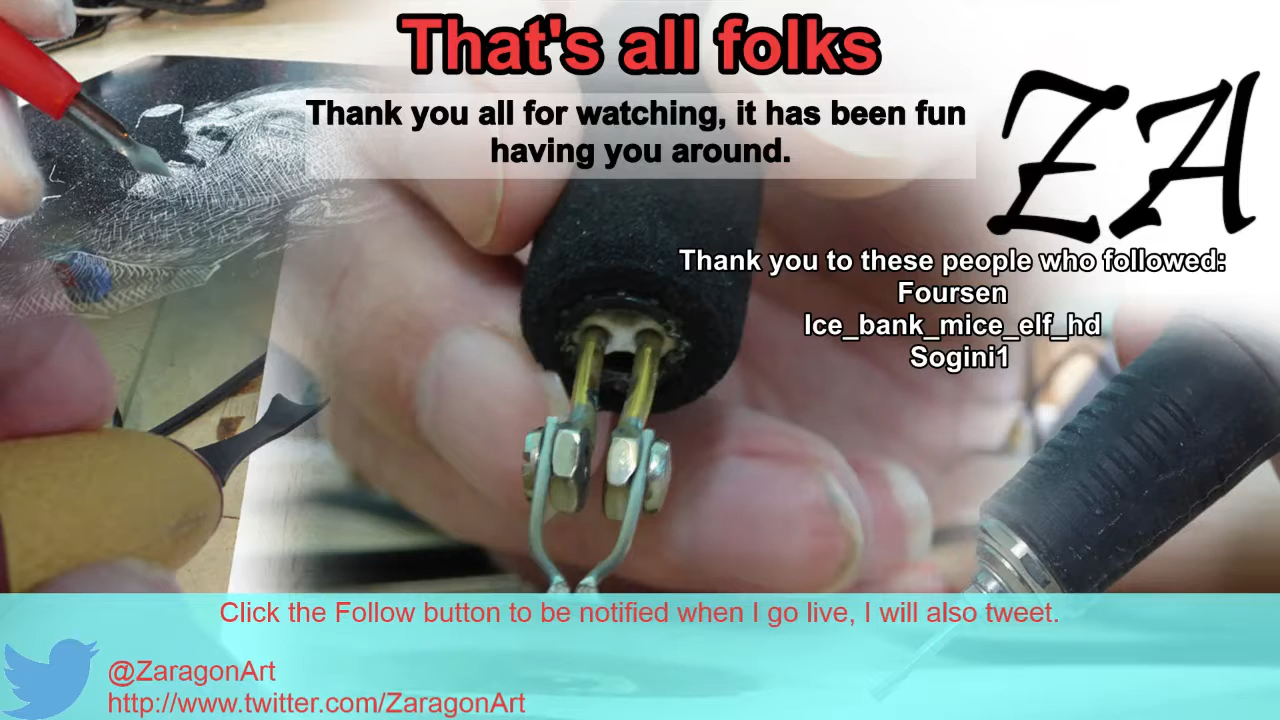 That's all folks
Thank you all for watching, it has been fun
having you around.
ZA
Thank you to these people who followed:
Foursen
Ice_bank_mice_elf_hd
Sogini1
Click the Follow button to be notified when I go live, I will also tweet.
@ZaragonArt
http://www.twitter.com/ZaragonArt